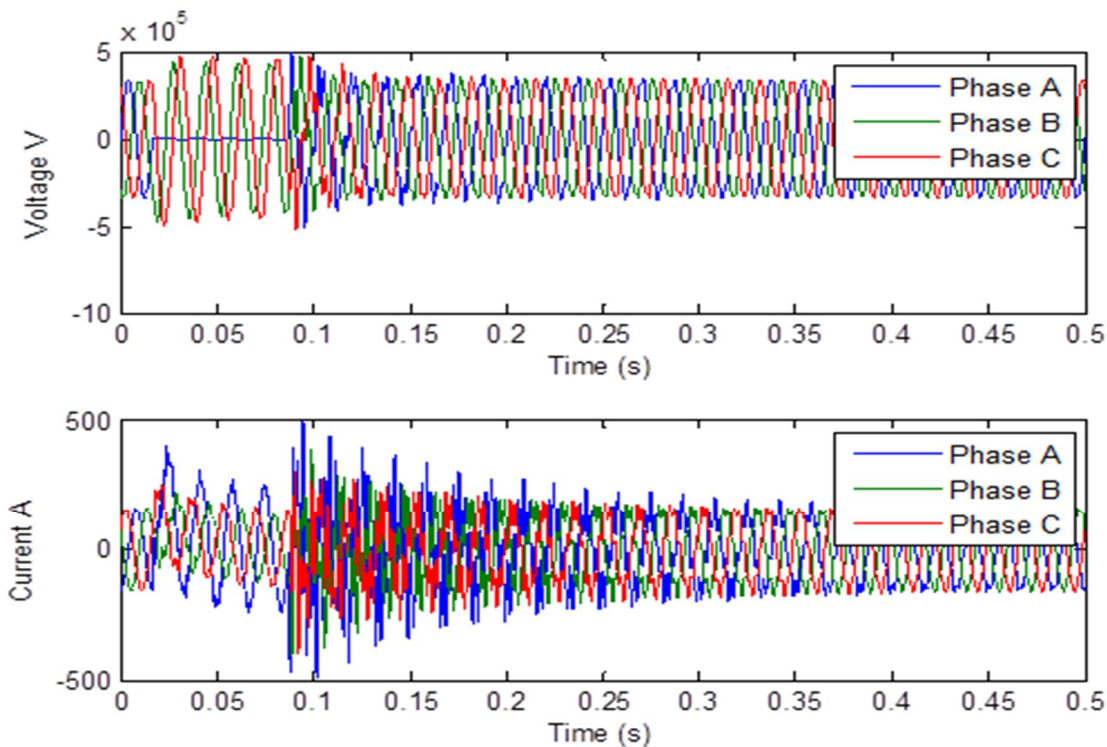 × 10⁵
5
0
-5
-10
Voltage V
Phase A
Phase B
Phase C
0 0.05 0.1 0.15 0.2 0.25 0.3 0.35 0.4 0.45 0.5
Time (s)
500
0
-500
Current A
Phase A
Phase B
Phase C
0 0.05 0.1 0.15 0.2 0.25 0.3 0.35 0.4 0.45 0.5
Time (s)